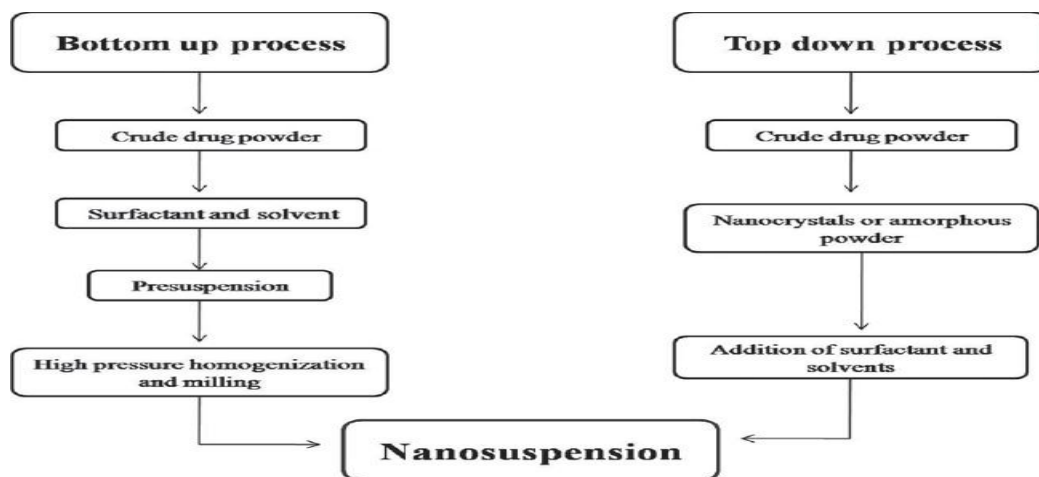 Bottom up process
Crude drug powder
Surfactant and solvent
Presuspension
High pressure homogenization
and milling
Top down process
Crude drug powder
Nanocrystals or amorphous
powder
Addition of surfactant and
solvents
Nanosuspension